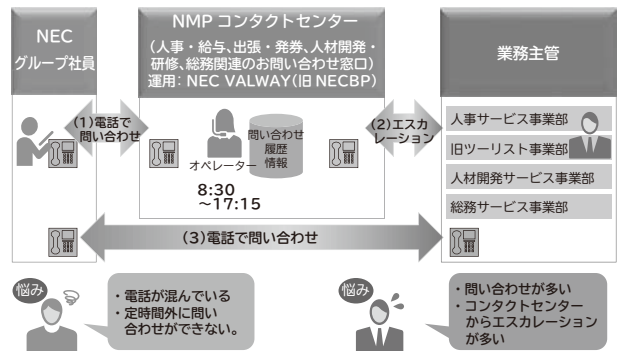 NEC
グループ社員
NMP コンタクトセンター
(人事・給与、出張・発券、人材開発・
研修、総務関連のお問い合わせ窓口)
運用: NEC VALWAY(旧 NECBP)
業務主管
(1)電話で
問い合わせ
オペレーター
問い合わせ
履歴
情報
8:30
～17:15
(2)エスカ
レーション
人事サービス事業部
旧ツーリスト事業部
人材開発サービス事業部
総務サービス事業部
(3)電話で問い合わせ
悩み
・電話が混んでいる
・定時間外に問い
合わせができない。
悩み
・問い合わせが多い
・コンタクトセンター
からエスカレーション
が多い